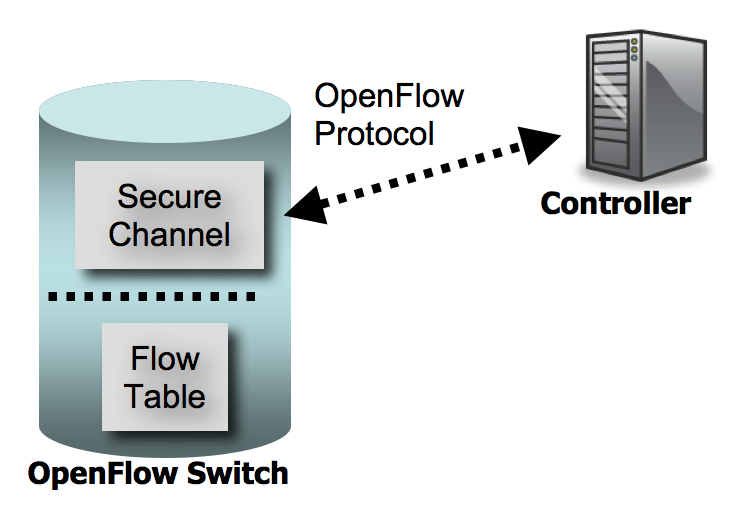 OpenFlow
Protocol
Controller
Secure
Channel
Flow
Table
OpenFlow Switch